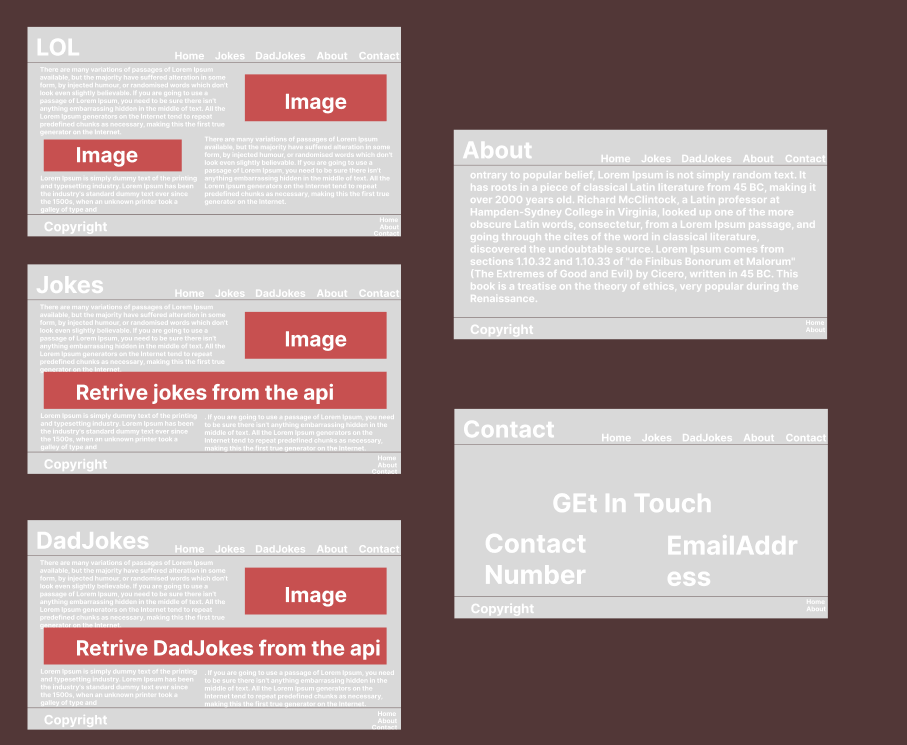 LOL
Home Jokes DadJokes About Contact
There are many variations of passages of Lorem Ipsum
available, but the majority have suffered alteration in some
form, by injected humour, or randomised words which don't
look even slightly believable. If you are going to use a
passage of Lorem Ipsum, you need to be sure there isn't
anything embarrassing hidden in the middle of text. All the
Lorem Ipsum generators on the Internet tend to repeat
predefined chunks as necessary, making this the first true
generator on the Internet.
Image
Image
Lorem Ipsum is simply dummy text of the printing
and typesetting industry. Lorem Ipsum has been
the industry's standard dummy text ever since
the 1500s, when an unknown printer took a
galley of type and
There are many variations of passages of Lorem Ipsum
available, but the majority have suffered alteration in some
form, by injected humour, or randomised words which don't
look even slightly believable. If you are going to use a
passage of Lorem Ipsum, you need to be sure there isn't
anything embarrassing hidden in the middle of text. All the
Lorem Ipsum generators on the Internet tend to repeat
predefined chunks as necessary, making this the first true
generator on the Internet.
Copyright
Home
About
Contact
Jokes
Home Jokes DadJokes About Contact
There are many variations of passages of Lorem Ipsum
available, but the majority have suffered alteration in some
form, by injected humour, or randomised words which don't
look even slightly believable. If you are going to use a
passage of Lorem Ipsum, you need to be sure there isn't
anything embarrassing hidden in the middle of text. All the
Lorem Ipsum generators on the Internet tend to repeat
predefined chunks as necessary, making this the first true
generator on the Internet.
Image
Retrive jokes from the api
Lorem Ipsum is simply dummy text of the printing
and typesetting industry. Lorem Ipsum has been
the industry's standard dummy text ever since
the 1500s, when an unknown printer took a
galley of type and
. If you are going to use a passage of Lorem Ipsum, you need
to be sure there isn't anything embarrassing hidden in the
middle of text. All the Lorem Ipsum generators on the
Internet tend to repeat predefined chunks as necessary,
making this the first true generator on the Internet.
Copyright
Home
About
Contact
DadJokes
Home Jokes DadJokes About Contact
There are many variations of passages of Lorem Ipsum
available, but the majority have suffered alteration in some
form, by injected humour, or randomised words which don't
look even slightly believable. If you are going to use a
passage of Lorem Ipsum, you need to be sure there isn't
anything embarrassing hidden in the middle of text. All the
Lorem Ipsum generators on the Internet tend to repeat
predefined chunks as necessary, making this the first true
generator on the Internet.
Image
Retrive DadJokes from the api
Lorem Ipsum is simply dummy text of the printing
and typesetting industry. Lorem Ipsum has been
the industry's standard dummy text ever since
the 1500s, when an unknown printer took a
galley of type and
. If you are going to use a passage of Lorem Ipsum, you need
to be sure there isn't anything embarrassing hidden in the
middle of text. All the Lorem Ipsum generators on the
Internet tend to repeat predefined chunks as necessary,
making this the first true generator on the Internet.
Copyright
Home
About
Contact
About
Home Jokes DadJokes About Contact
ontrary to popular belief, Lorem Ipsum is not simply random text. It
has roots in a piece of classical Latin literature from 45 BC, making it
over 2000 years old. Richard McClintock, a Latin professor at
Hampden-Sydney College in Virginia, looked up one of the more
obscure Latin words, consectetur, from a Lorem Ipsum passage, and
going through the cites of the word in classical literature,
discovered the undoubtable source. Lorem Ipsum comes from
sections 1.10.32 and 1.10.33 of "de Finibus Bonorum et Malorum"
(The Extremes of Good and Evil) by Cicero, written in 45 BC. This
book is a treatise on the theory of ethics, very popular during the
Renaissance.
Copyright
Home
About
Contact
Home Jokes DadJokes About Contact
GEt In Touch
Contact
Number
EmailAddr
ess
Copyright
Home
About